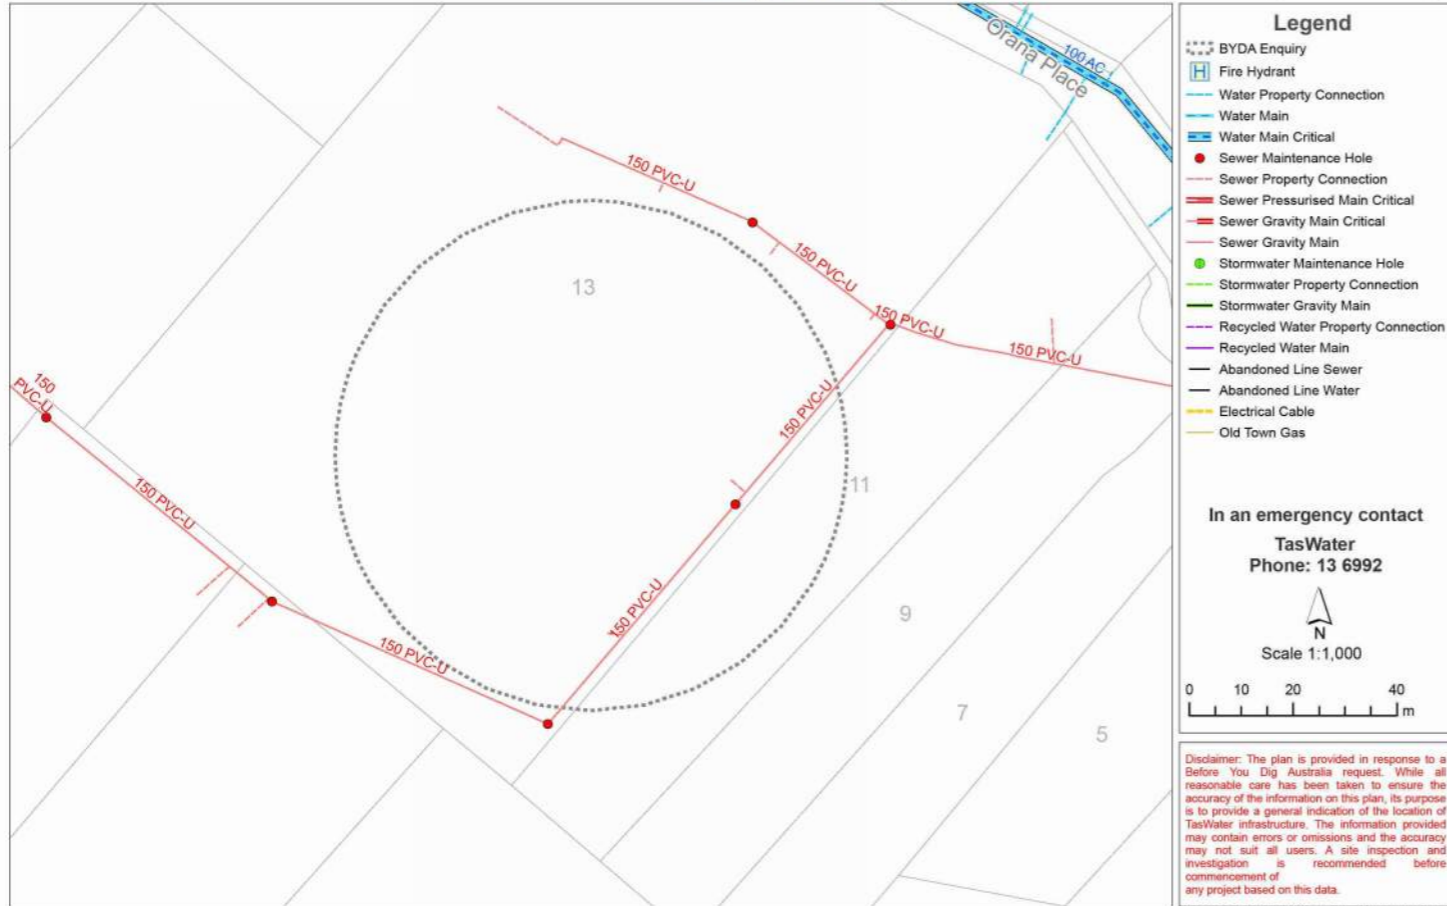 Orana Place
100 AC
150 PVC-U
150 PVC-U
13
150 PVC-U
150 PVC-U
150
PVC-U
150 PVC-U
11
150 PVC-U
150 PVC-U
9
150 PVC-U
7
5
Legend
BYDA Enquiry
H
Fire Hydrant
Water Property Connection
Water Main
Water Main Critical
Sewer Maintenance Hole
Sewer Property Connection
Sewer Pressurised Main Critical
Sewer Gravity Main Critical
Sewer Gravity Main
Stormwater Maintenance Hole
Stormwater Property Connection
Stormwater Gravity Main
Recycled Water Property Connection
Recycled Water Main
Abandoned Line Sewer
Abandoned Line Water
Electrical Cable
Old Town Gas
In an emergency contact
TasWater
Phone: 13 6992
N
Scale 1:1,000
0 10 20 40
m
Disclaimer: The plan is provided in response to a
Before You Dig Australia request. While all
reasonable care has been taken to ensure the
accuracy of the information on this plan, its purpose
is to provide a general indication of the location of
TasWater infrastructure. The information provided
may contain errors or omissions and the accuracy
may not suit all users. A site inspection and
investigation is recommended before
commencement of
any project based on this data.